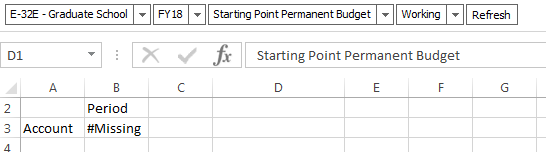 E-32E - Graduate School FY18 Starting Point Permanent Budget Working Refresh
D1 fx Starting Point Permanent Budget
A B C D E F G
2 Period
3 Account #Missing
4